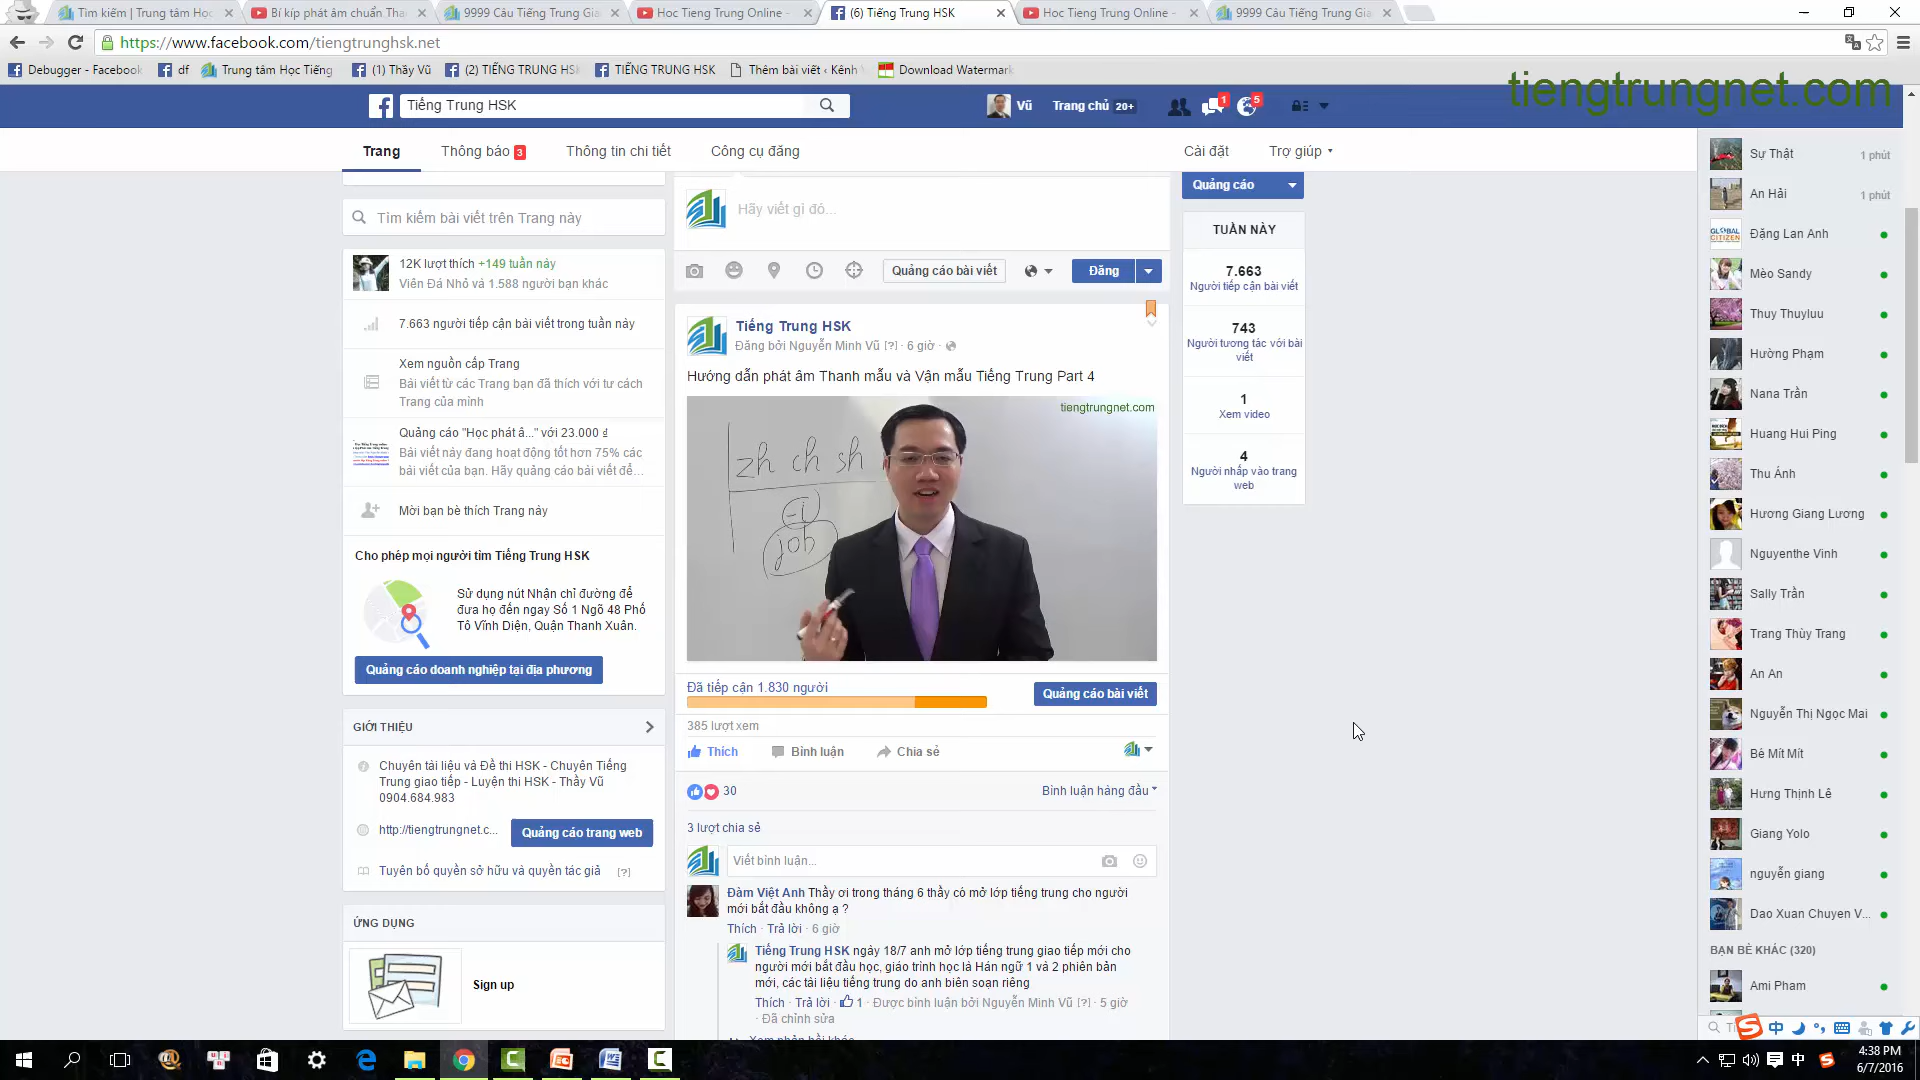 Tìm kiếm | Trung tâm Học
Bí kíp phát âm chuẩn Tha
9999 Câu Tiếng Trung Gia
Hoc Tieng Trung Online -
(6) Tiếng Trung HSK
Hoc Tieng Trung Online -
9999 Câu Tiếng Trung Gia
https://www.facebook.com/tiengtrunghsk.net
Debugger - Facebook
df
Trung tâm Học Tiếng
(1) Thầy Vũ
(2) TIẾNG TRUNG HSK
TIẾNG TRUNG HSK
Thêm bài viết ‹ Kênh
Download Watermark
tiengtrungnet.com
Tiếng Trung HSK
Vũ
Trang chủ 20+
1
5
Trang
Thông báo 3
Thông tin chi tiết
Công cụ đăng
Cài đặt
Trợ giúp
Tìm kiếm bài viết trên Trang này
12K lượt thích +149 tuần này
Viên Đá Nhỏ và 1.588 người bạn khác
7.663 người tiếp cận bài viết trong tuần này
Xem nguồn cấp Trang
Bài viết từ các Trang bạn đã thích với tư cách
Trang của mình
Quảng cáo "Học phát â..." với 23.000 ₫
Bài viết này đang hoạt động tốt hơn 75% các
bài viết của bạn. Hãy quảng cáo bài viết để...
Mời bạn bè thích Trang này
Cho phép mọi người tìm Tiếng Trung HSK
Sử dụng nút Nhận chỉ đường để
đưa họ đến ngay Số 1 Ngõ 48 Phố
Tô Vĩnh Diện, Quận Thanh Xuân.
Quảng cáo doanh nghiệp tại địa phương
GIỚI THIỆU
Chuyên tài liệu và Đề thi HSK - Chuyên Tiếng
Trung giao tiếp - Luyện thi HSK - Thầy Vũ
0904.684.983
http://tiengtrungnet.c...
Quảng cáo trang web
Tuyên bố quyền sở hữu và quyền tác giả [?]
ỨNG DỤNG
Sign up
Hãy viết gì đó...
Quảng cáo bài viết
Đăng
Tiếng Trung HSK
Đăng bởi Nguyễn Minh Vũ [?] · 6 giờ ·
Hướng dẫn phát âm Thanh mẫu và Vận mẫu Tiếng Trung Part 4
tiengtrungnet.com
zh ch sh
-i
joh
Đã tiếp cận 1.830 người
Quảng cáo bài viết
385 lượt xem
Thích
Bình luận
Chia sẻ
30
Bình luận hàng đầu
3 lượt chia sẻ
Viết bình luận...
Đàm Việt Anh Thầy ơi trong tháng 6 thầy có mở lớp tiếng trung cho người
mới bắt đầu không ạ ?
Thích · Trả lời · 6 giờ
Tiếng Trung HSK ngày 18/7 anh mở lớp tiếng trung giao tiếp mới cho
người mới bắt đầu học, giáo trình học là Hán ngữ 1 và 2 phiên bản
mới, các tài liệu tiếng trung do anh biên soạn riêng
Thích · Trả lời · 1 · Được bình luận bởi Nguyễn Minh Vũ [?] · 5 giờ
· Đã chỉnh sửa
Quảng cáo
TUẦN NÀY
7.663
Người tiếp cận bài viết
743
Người tương tác với bài
viết
1
Xem video
4
Người nhấp vào trang
web
Sự Thật 1 phút
An Hải 1 phút
GLOBAL
CITIZEN
Đặng Lan Anh
Mèo Sandy
Thuy Thuyluu
Hường Phạm
Nana Trần
Huang Hui Ping
Thu Ánh
Hương Giang Lương
Nguyenthe Vinh
Sally Trần
Trang Thùy Trang
An An
Nguyễn Thị Ngọc Mai
Bé Mít Mít
Hưng Thịnh Lê
Giang Yolo
nguyễn giang
Dao Xuan Chuyen V...
BẠN BÈ KHÁC (320)
Ami Pham
中
中
4:38 PM
6/7/2016